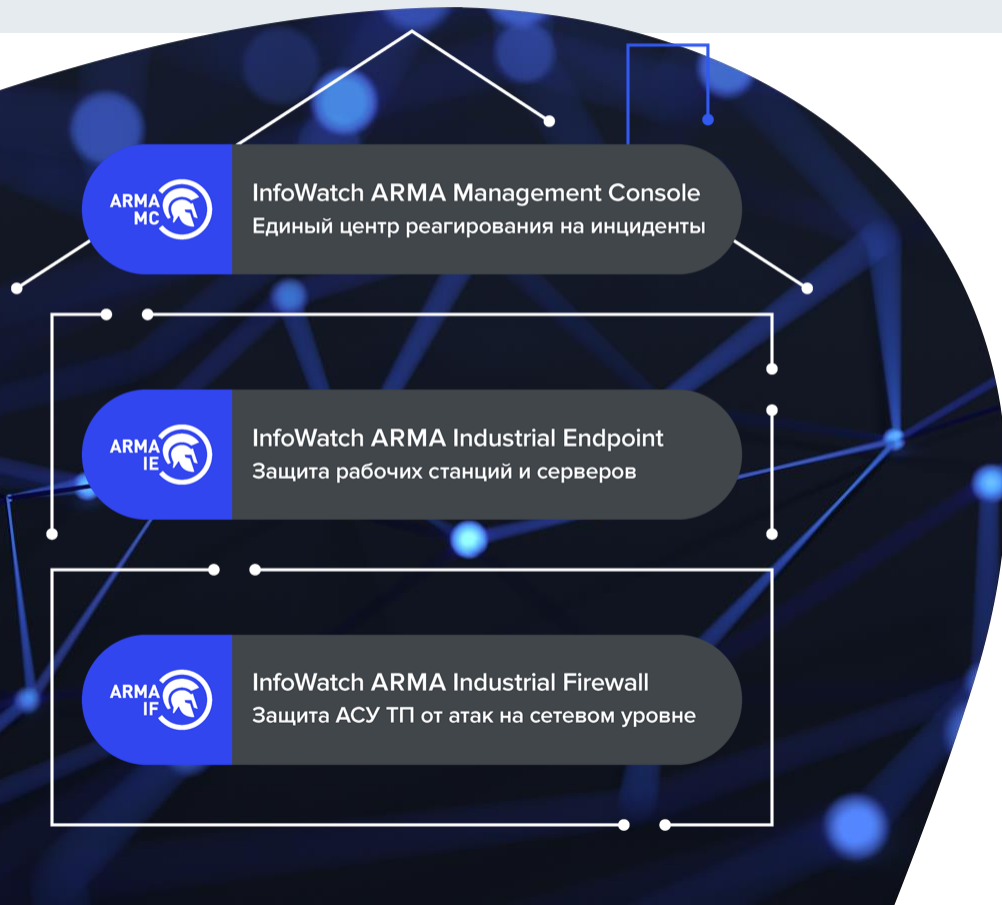 ARMA
MC
InfoWatch ARMA Management Console
Единый центр реагирования на инциденты
ARMA
IE
InfoWatch ARMA Industrial Endpoint
Защита рабочих станций и серверов
ARMA
IF
InfoWatch ARMA Industrial Firewall
Защита АСУ ТП от атак на сетевом уровне